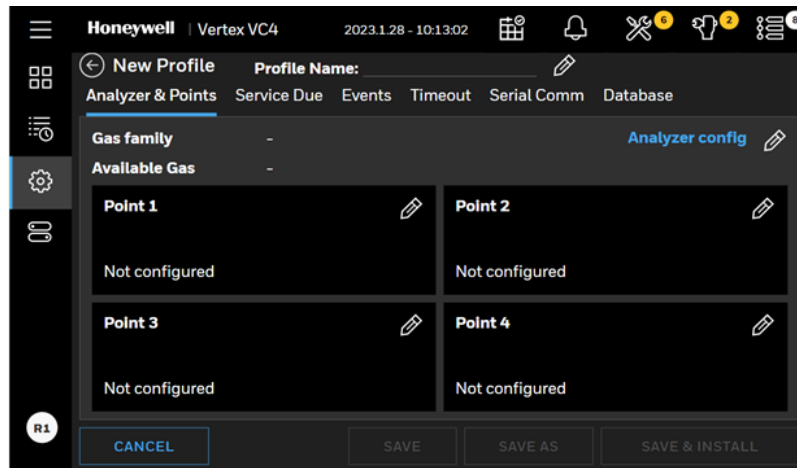 Honeywell | Vertex VC4 2023.1.28 - 10:13:02 6 2 8
New Profile Profile Name:
Analyzer & Points Service Due Events Timeout Serial Comm Database
Gas family - Analyzer config
Available Gas -
Point 1 Point 2
Not configured Not configured
Point 3 Point 4
Not configured Not configured
R1
CANCEL SAVE SAVE AS SAVE & INSTALL